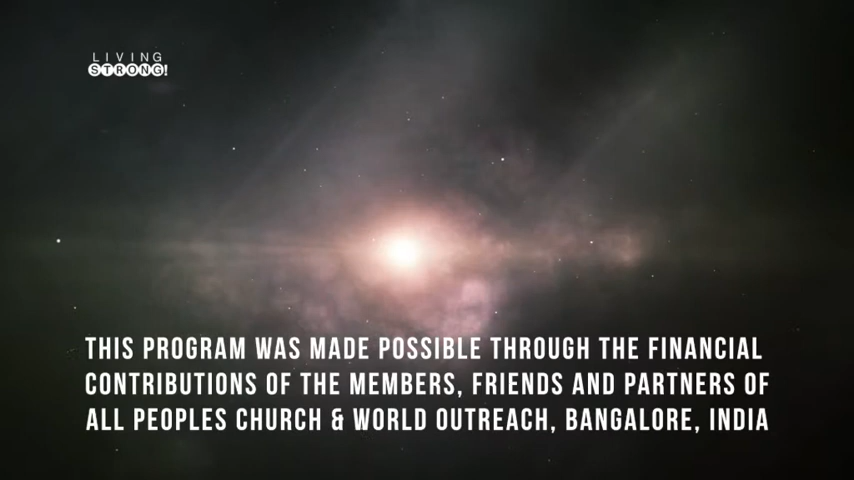 LIVING
STRONG!
THIS PROGRAM WAS MADE POSSIBLE THROUGH THE FINANCIAL
CONTRIBUTIONS OF THE MEMBERS, FRIENDS AND PARTNERS OF
ALL PEOPLES CHURCH & WORLD OUTREACH, BANGALORE, INDIA